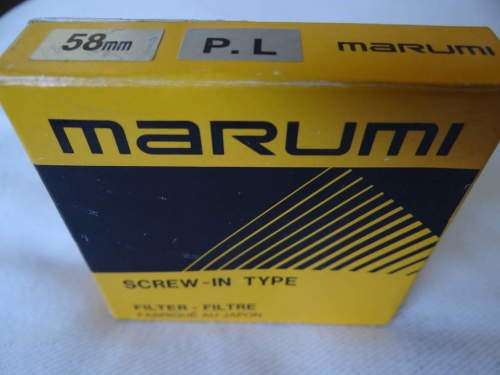 58mm P.L marumi
marumi
SCREW-IN TYPE
FILTER - FILTRE
FABRIQUÉ AU JAPON